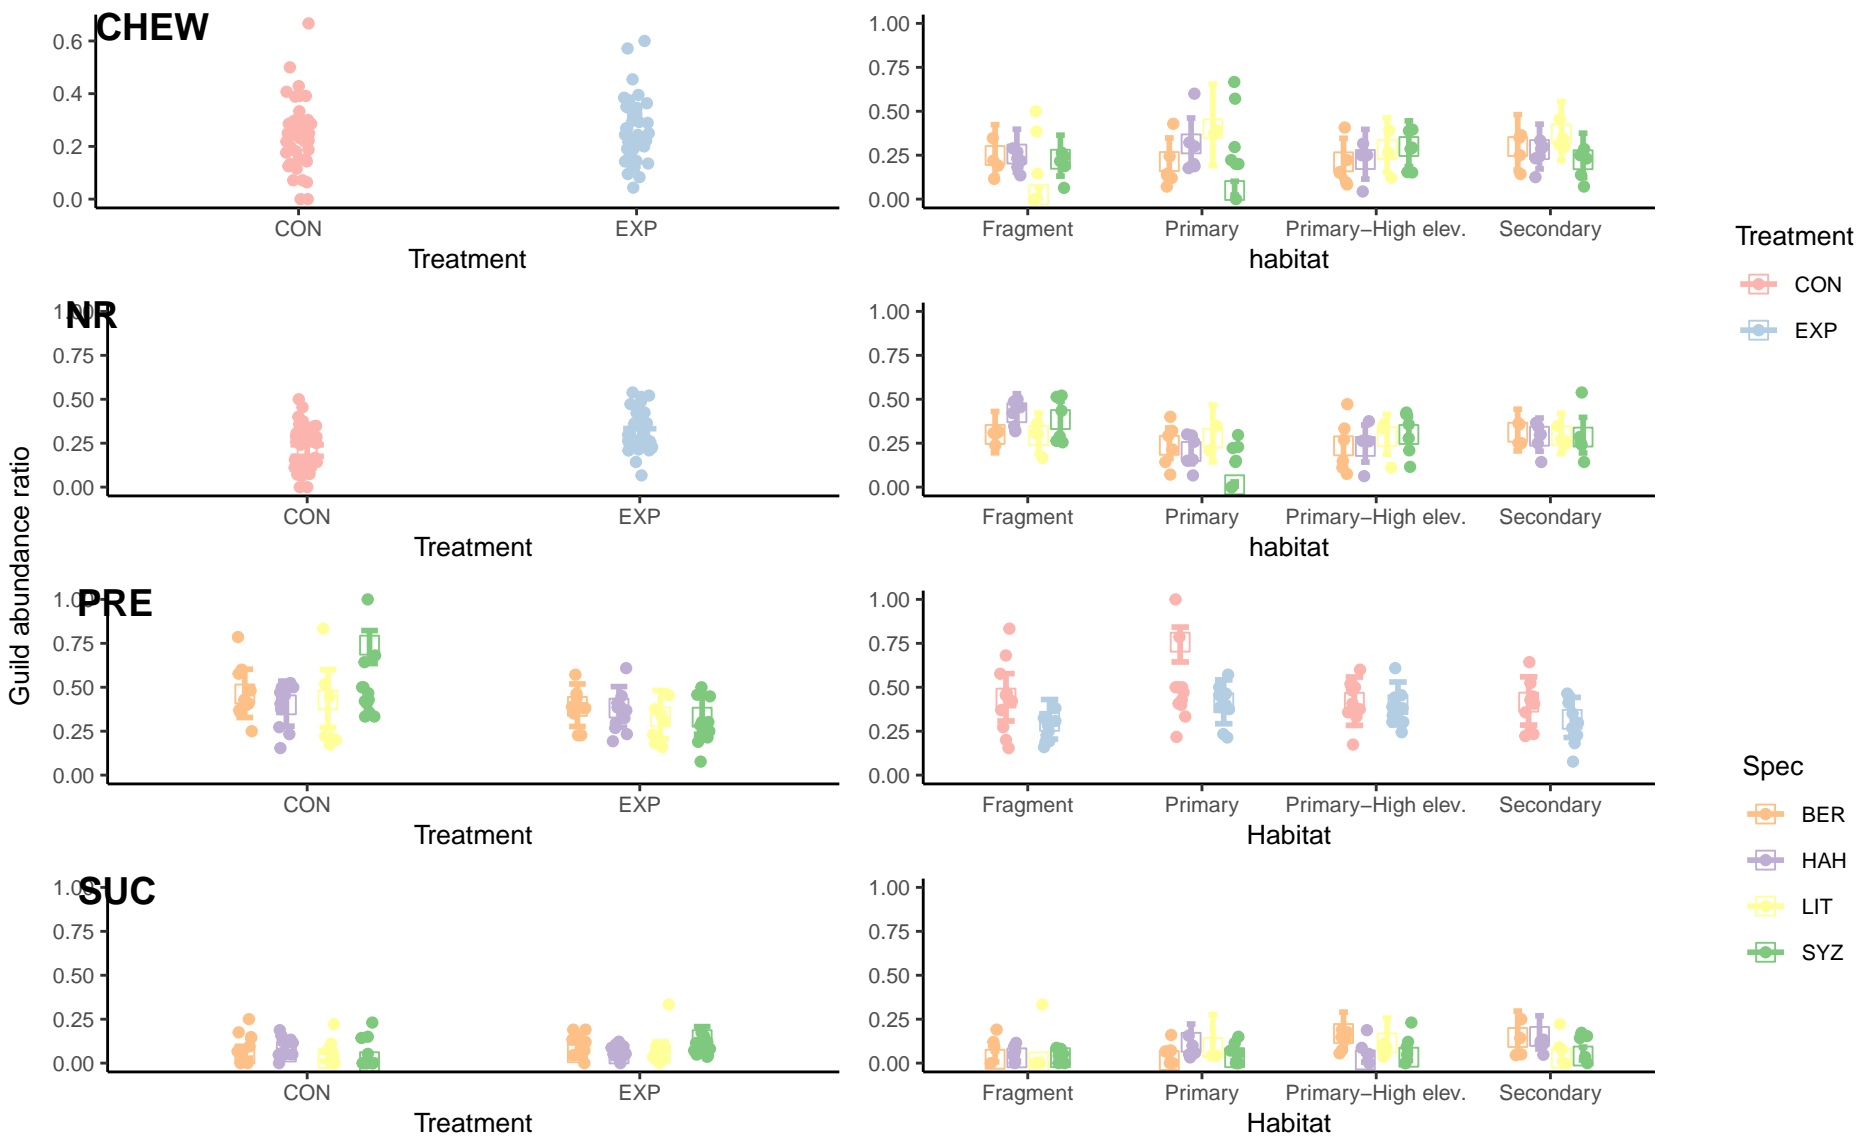 CHEW
0.6
0.4
0.2
0.0
CON
EXP
Treatment
1.00
0.75
0.50
0.25
0.00
Fragment
Primary
Primary−High elev.
Secondary
habitat
NR
1.00
0.75
0.50
0.25
0.00
CON
EXP
Treatment
1.00
0.75
0.50
0.25
0.00
Fragment
Primary
Primary−High elev.
Secondary
habitat
PRE
1.00
0.75
0.50
0.25
0.00
CON
EXP
Treatment
1.00
0.75
0.50
0.25
0.00
Fragment
Primary
Primary−High elev.
Secondary
Habitat
SUC
1.00
0.75
0.50
0.25
0.00
CON
EXP
Treatment
1.00
0.75
0.50
0.25
0.00
Fragment
Primary
Primary−High elev.
Secondary
Habitat
Guild abundance ratio
Treatment
CON
EXP
Spec
BER
HAH
LIT
SYZ